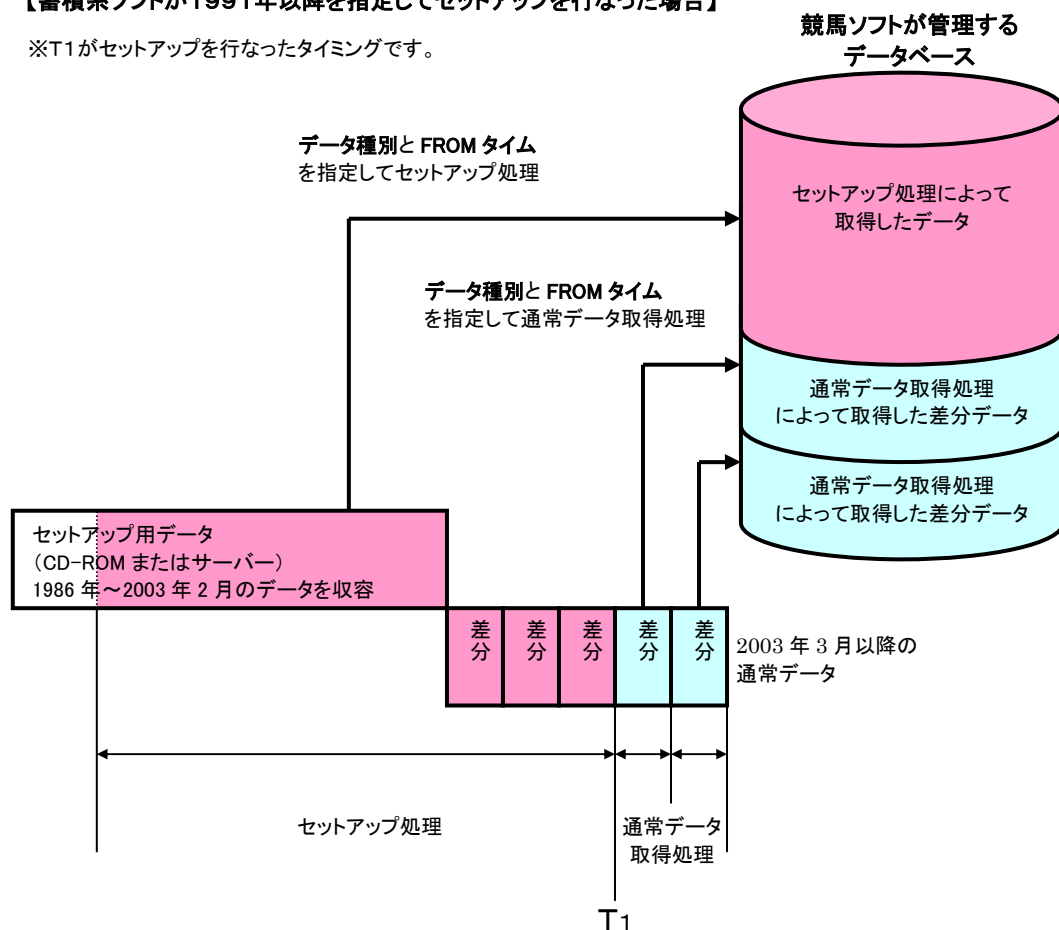 【蓄積系ソフトが1991年以降を指定してセットアップを行なった場合】
※T1がセットアップを行なったタイミングです。
競馬ソフトが管理する
データベース
データ種別と FROM タイム
を指定してセットアップ処理
セットアップ処理によって
取得したデータ
データ種別と FROM タイム
を指定して通常データ取得処理
通常データ取得処理
によって取得した差分データ
通常データ取得処理
によって取得した差分データ
セットアップ用データ
（CD-ROM またはサーバー）
1986 年～2003 年 2 月のデータを収容
差分
差分
差分
差分
差分
2003 年 3 月以降の
通常データ
セットアップ処理
通常データ
取得処理
T1